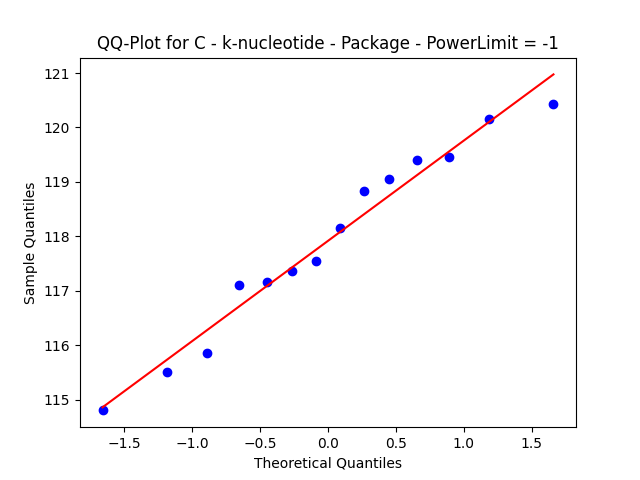 QQ-Plot for C - k-nucleotide - Package - PowerLimit = -1
121
120
119
118
117
116
115
Sample Quantiles
−1.5 −1.0 −0.5 0.0 0.5 1.0 1.5
Theoretical Quantiles